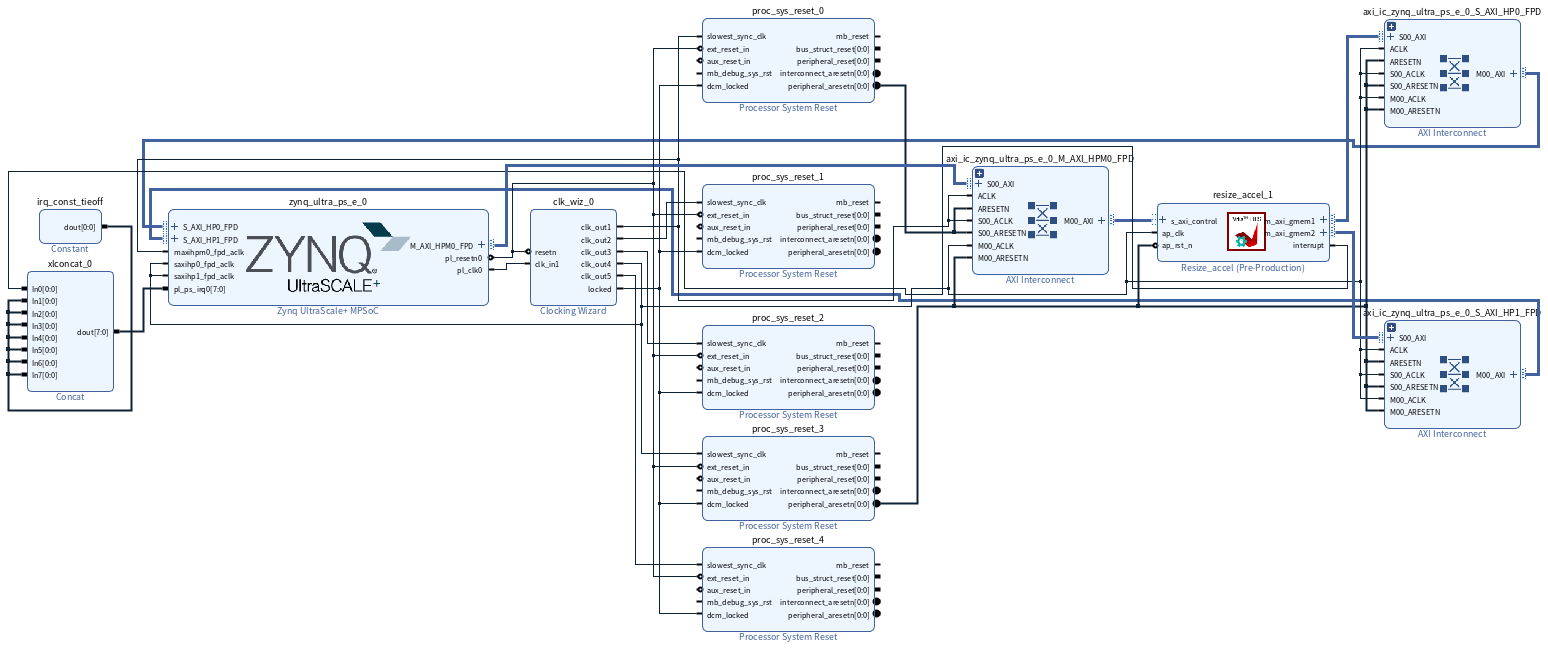 proc_sys_reset_0
slowest_sync_clk
ext_reset_in
aux_reset_in
mb_debug_sys_rst
dcm_locked
mb_reset
bus_struct_reset[0:0]
peripheral_reset[0:0]
interconnect_aresetn[0:0]
peripheral_aresetn[0:0]
Processor System Reset
axi_ic_zynq_ultra_ps_e_0_S_AXI_HP0_FPD
S00_AXI
ACLK
ARESETN
S00_ACLK
S00_ARESETN
M00_ACLK
M00_ARESETN
M00_AXI
AXI Interconnect
irq_const_tieoff
dout[0:0]
Constant
xlconcat_0
In0[0:0]
In1[0:0]
In2[0:0]
In3[0:0]
In4[0:0]
In5[0:0]
In6[0:0]
In7[0:0]
dout[7:0]
Concat
zynq_ultra_ps_e_0
S_AXI_HP0_FPD
S_AXI_HP1_FPD
maxihpm0_fpd_aclk
saxihp0_fpd_aclk
saxihp1_fpd_aclk
pl_ps_irq0[7:0]
ZYNQ
UltraSCALE+
M_AXI_HPM0_FPD
pl_resetn0
pl_clk0
Zynq UltraScale+ MPSoC
clk_wiz_0
resetn
clk_in1
clk_out1
clk_out2
clk_out3
clk_out4
clk_out5
locked
Clocking Wizard
proc_sys_reset_1
slowest_sync_clk
ext_reset_in
aux_reset_in
mb_debug_sys_rst
dcm_locked
mb_reset
bus_struct_reset[0:0]
peripheral_reset[0:0]
interconnect_aresetn[0:0]
peripheral_aresetn[0:0]
Processor System Reset
axi_ic_zynq_ultra_ps_e_0_M_AXI_HPM0_FPD
S00_AXI
ACLK
ARESETN
S00_ACLK
S00_ARESETN
M00_ACLK
M00_ARESETN
M00_AXI
AXI Interconnect
resize_accel_1
s_axi_control
ap_clk
ap_rst_n
m_axi_gmem1
m_axi_gmem2
interrupt
Resize_accel (Pre-Production)
proc_sys_reset_2
slowest_sync_clk
ext_reset_in
aux_reset_in
mb_debug_sys_rst
dcm_locked
mb_reset
bus_struct_reset[0:0]
peripheral_reset[0:0]
interconnect_aresetn[0:0]
peripheral_aresetn[0:0]
Processor System Reset
axi_ic_zynq_ultra_ps_e_0_S_AXI_HP1_FPD
S00_AXI
ACLK
ARESETN
S00_ACLK
S00_ARESETN
M00_ACLK
M00_ARESETN
M00_AXI
AXI Interconnect
proc_sys_reset_3
slowest_sync_clk
ext_reset_in
aux_reset_in
mb_debug_sys_rst
dcm_locked
mb_reset
bus_struct_reset[0:0]
peripheral_reset[0:0]
interconnect_aresetn[0:0]
peripheral_aresetn[0:0]
Processor System Reset
proc_sys_reset_4
slowest_sync_clk
ext_reset_in
aux_reset_in
mb_debug_sys_rst
dcm_locked
mb_reset
bus_struct_reset[0:0]
peripheral_reset[0:0]
interconnect_aresetn[0:0]
peripheral_aresetn[0:0]
Processor System Reset